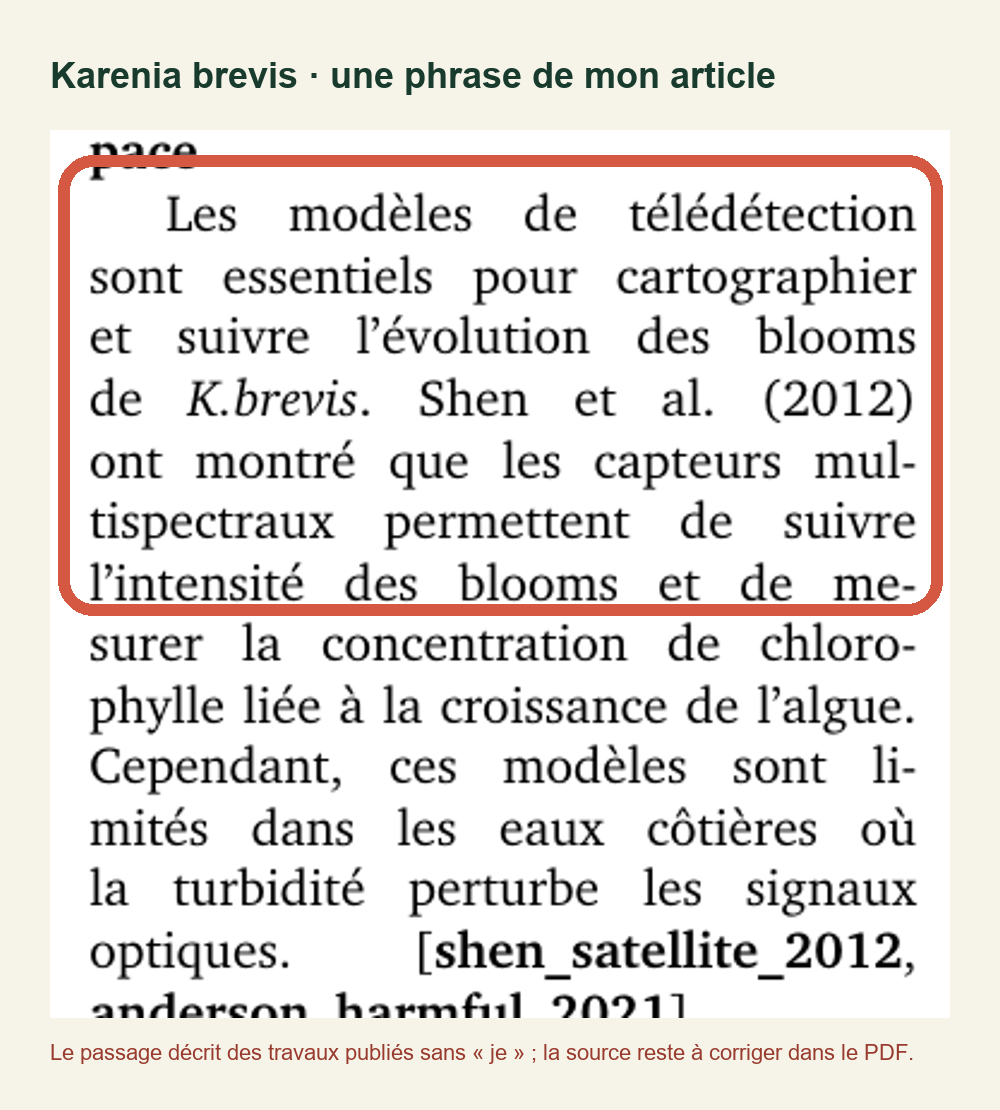 Karenia brevis · une phrase de mon article
pace
Les modèles de télédétection
sont essentiels pour cartographier
et suivre l’évolution des blooms
de K.brevis. Shen et al. (2012)
ont montré que les capteurs mul-
tispectraux permettent de suivre
l’intensité des blooms et de me-
surer la concentration de chloro-
phylle liée à la croissance de l’algue.
Cependant, ces modèles sont li-
mités dans les eaux côtières où
la turbidité perturbe les signaux
optiques. [shen_satellite_2012,
anderson_harmful_2021]
Le passage décrit des travaux publiés sans « je » ; la source reste à corriger dans le PDF.